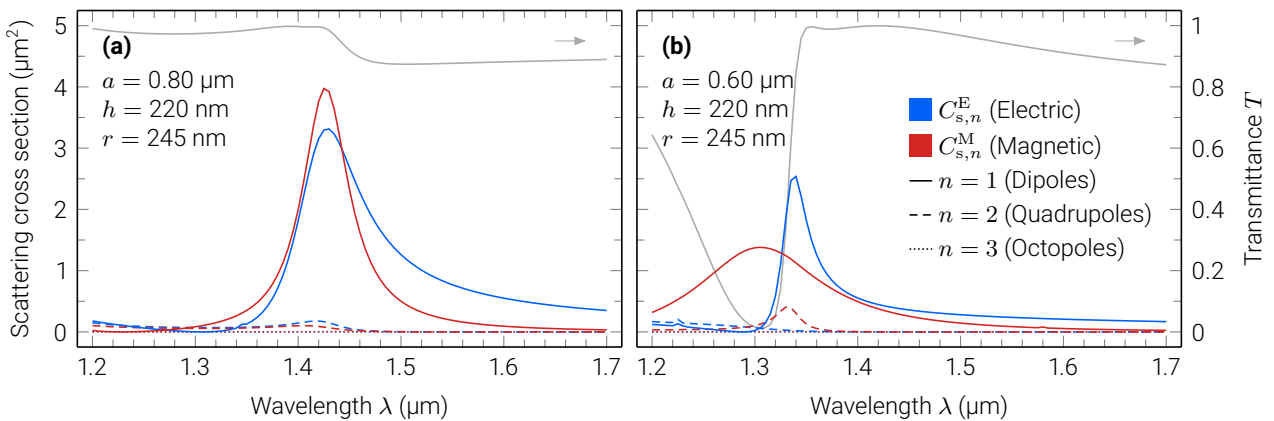 Scattering cross section (μm²)
5
4
3
2
1
0
(a)
a = 0.80 μm
h = 220 nm
r = 245 nm
1.2 1.3 1.4 1.5 1.6 1.7
Wavelength λ (μm)
(b)
a = 0.60 μm
h = 220 nm
r = 245 nm
C^E_s,n (Electric)
C^M_s,n (Magnetic)
n = 1 (Dipoles)
n = 2 (Quadrupoles)
n = 3 (Octopoles)
1.2 1.3 1.4 1.5 1.6 1.7
Wavelength λ (μm)
1
0.8
0.6
0.4
0.2
0
Transmittance T